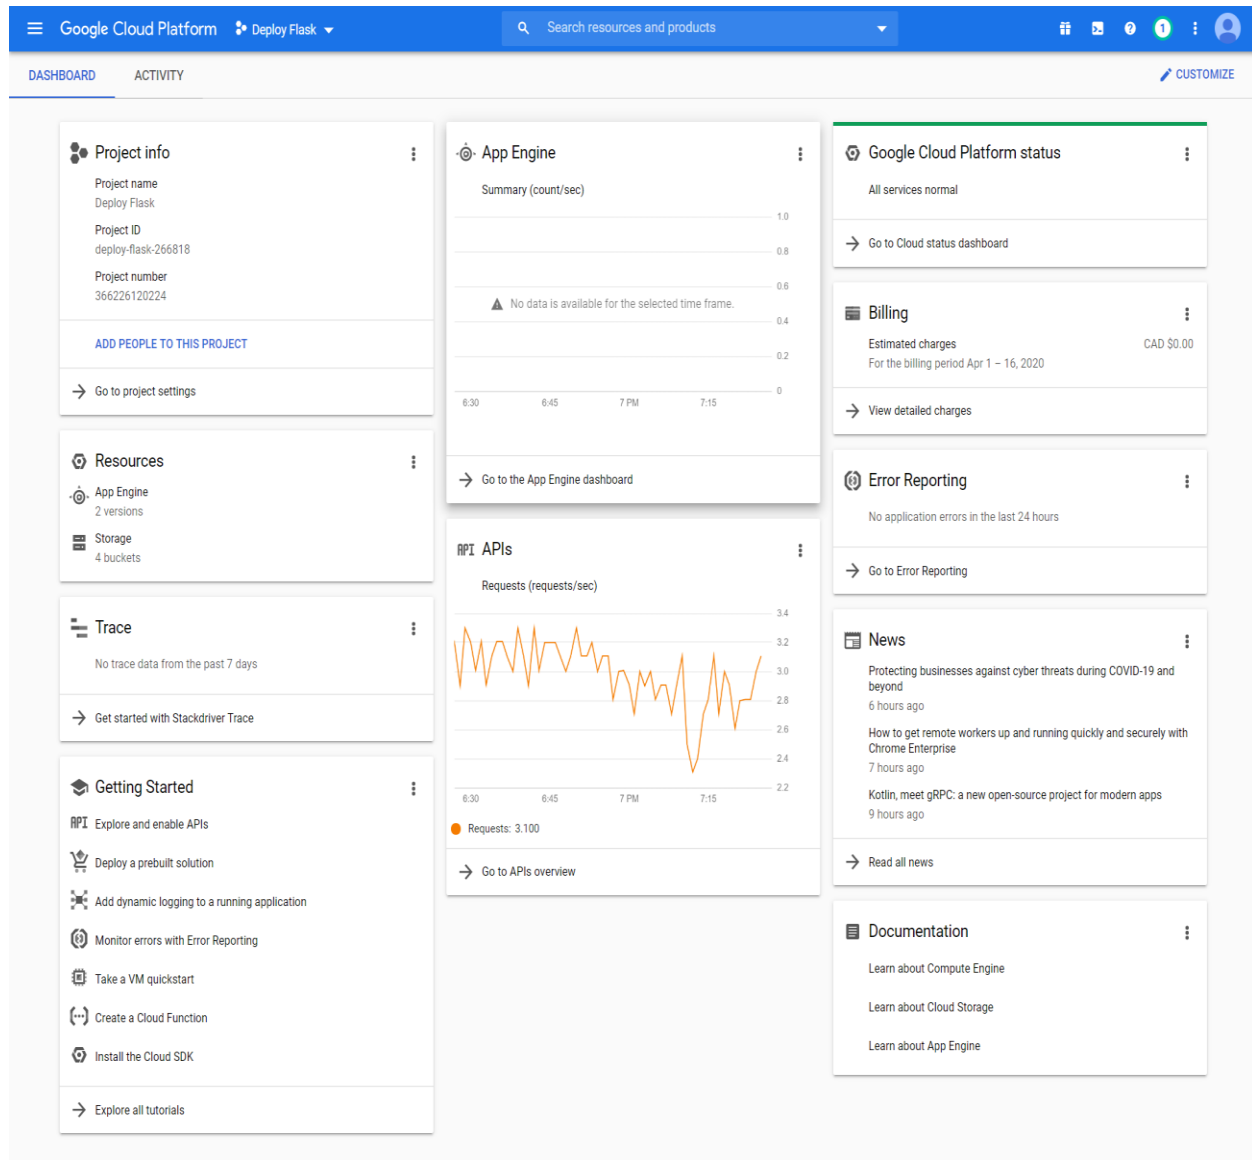 Google Cloud Platform
Deploy Flask
Search resources and products
1
DASHBOARD
ACTIVITY
CUSTOMIZE
Project info
Project name
Deploy Flask
Project ID
deploy-flask-266818
Project number
366226120224
ADD PEOPLE TO THIS PROJECT
Go to project settings
Resources
App Engine
2 versions
Storage
4 buckets
Trace
No trace data from the past 7 days
Get started with Stackdriver Trace
Getting Started
API Explore and enable APIs
Deploy a prebuilt solution
Add dynamic logging to a running application
Monitor errors with Error Reporting
Take a VM quickstart
Create a Cloud Function
Install the Cloud SDK
Explore all tutorials
App Engine
Summary (count/sec)
1.0
0.8
0.6
No data is available for the selected time frame.
0.4
0.2
0
6:30 6:45 7 PM 7:15
Go to the App Engine dashboard
API APIs
Requests (requests/sec)
3.4
3.2
3.0
2.8
2.6
2.4
2.2
6:30 6:45 7 PM 7:15
Requests: 3.100
Go to APIs overview
Google Cloud Platform status
All services normal
Go to Cloud status dashboard
Billing
Estimated charges CAD $0.00
For the billing period Apr 1 – 16, 2020
View detailed charges
Error Reporting
No application errors in the last 24 hours
Go to Error Reporting
News
Protecting businesses against cyber threats during COVID-19 and
beyond
6 hours ago
How to get remote workers up and running quickly and securely with
Chrome Enterprise
7 hours ago
Kotlin, meet gRPC: a new open-source project for modern apps
9 hours ago
Read all news
Documentation
Learn about Compute Engine
Learn about Cloud Storage
Learn about App Engine